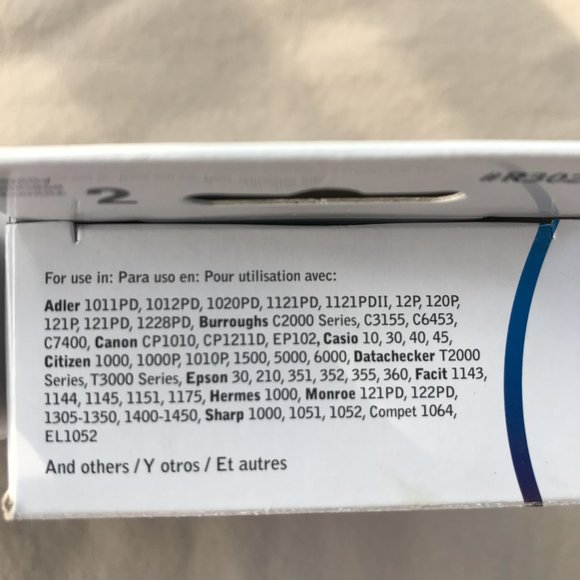 2
#R303
For use in: Para uso en: Pour utilisation avec:
Adler 1011PD, 1012PD, 1020PD, 1121PD, 1121PDII, 12P, 120P,
121P, 121PD, 1228PD, Burroughs C2000 Series, C3155, C6453,
C7400, Canon CP1010, CP1211D, EP102, Casio 10, 30, 40, 45,
Citizen 1000, 1000P, 1010P, 1500, 5000, 6000, Datachecker T2000
Series, T3000 Series, Epson 30, 210, 351, 352, 355, 360, Facit 1143,
1144, 1145, 1151, 1175, Hermes 1000, Monroe 121PD, 122PD,
1305-1350, 1400-1450, Sharp 1000, 1051, 1052, Compet 1064,
EL1052
And others / Y otros / Et autres